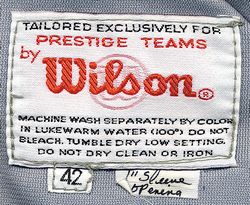 TAILORED EXCLUSIVELY FOR
PRESTIGE TEAMS
by Wilson®
MACHINE WASH SEPARATELY BY COLOR
IN LUKEWARM WATER (100°) DO NOT
BLEACH. TUMBLE DRY LOW SETTING.
DO NOT DRY CLEAN OR IRON
42
1" Sleeve
opening